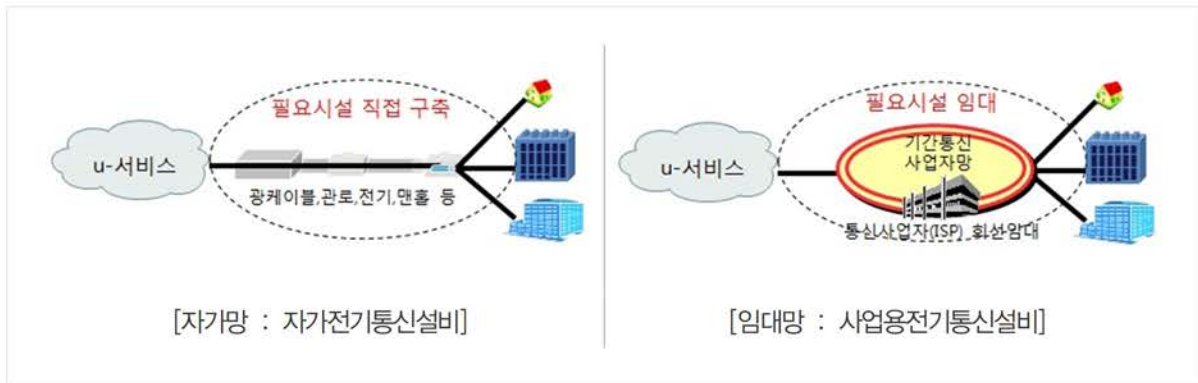 필요시설 직접 구축
u-서비스
광케이블,관로,전기,맨홀 등
[자가망 : 자가전기통신설비]
필요시설 임대
기간통신
사업자망
u-서비스
통신사업자(ISP) 회선암대
[임대망 : 사업용전기통신설비]